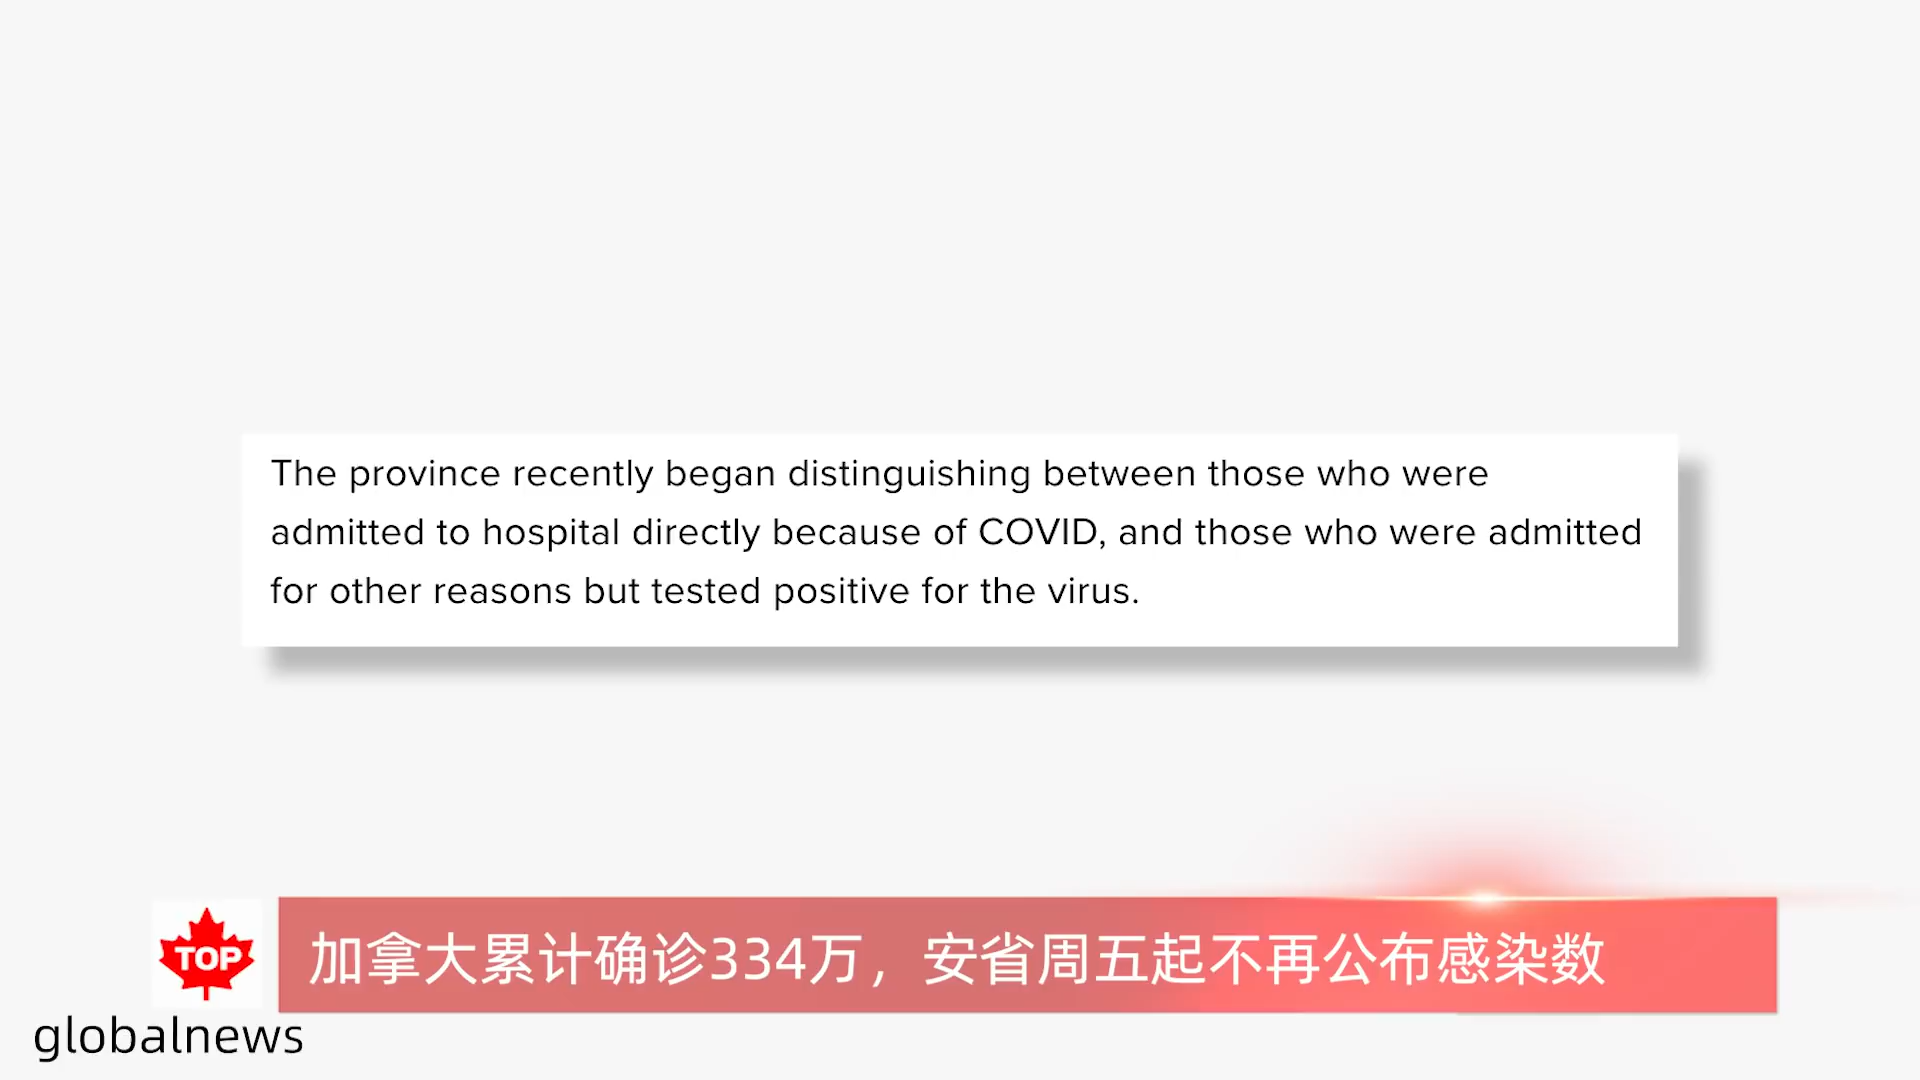 The province recently began distinguishing between those who were
admitted to hospital directly because of COVID, and those who were admitted
for other reasons but tested positive for the virus.
TOP
加拿大累计确诊334万，安省周五起不再公布感染数
globalnews